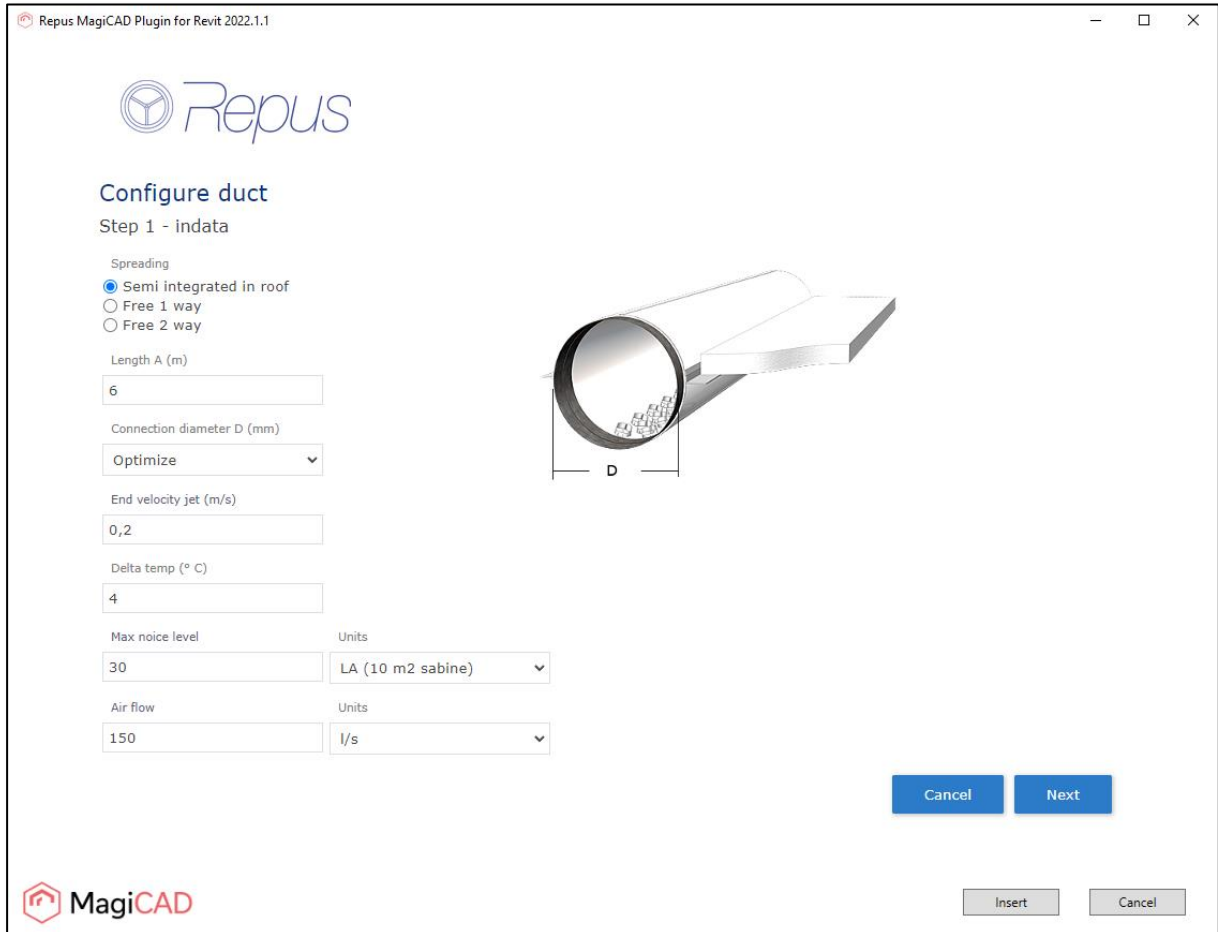 Repus MagiCAD Plugin for Revit 2022.1.1
Repus
Configure duct
Step 1 - indata
Spreading
Semi integrated in roof
Free 1 way
Free 2 way
Length A (m)
6
Connection diameter D (mm)
Optimize
D
End velocity jet (m/s)
0,2
Delta temp (° C)
4
Max noice level Units
30 LA (10 m2 sabine)
Air flow Units
150 l/s
Cancel Next
MagiCAD
Insert Cancel